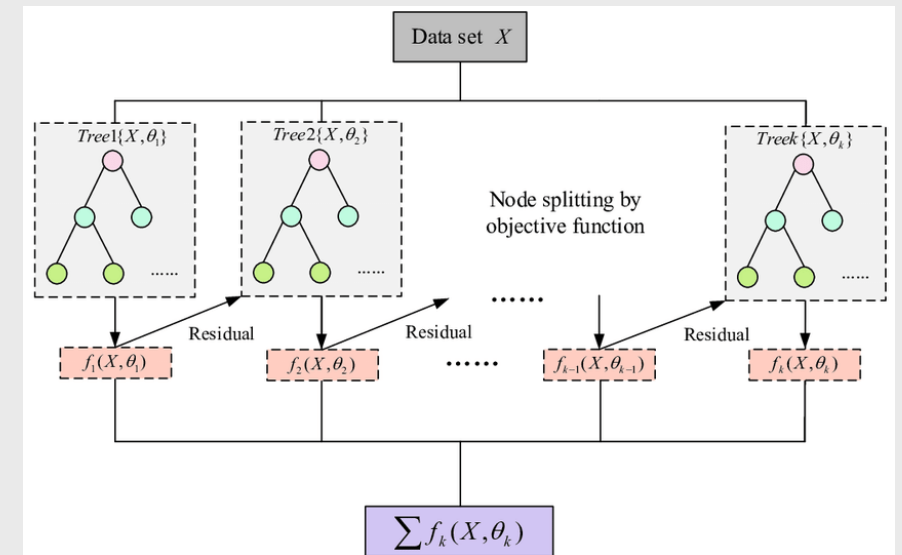 Data set X
Tree1{X,θ₁}
Tree2{X,θ₂}
Treek{X,θₖ}
Node splitting by
objective function
......
......
......
......
Residual
Residual
Residual
f₁(X,θ₁)
f₂(X,θ₂)
......
fₖ₋₁(X,θₖ₋₁)
fₖ(X,θₖ)
∑fₖ(X,θₖ)